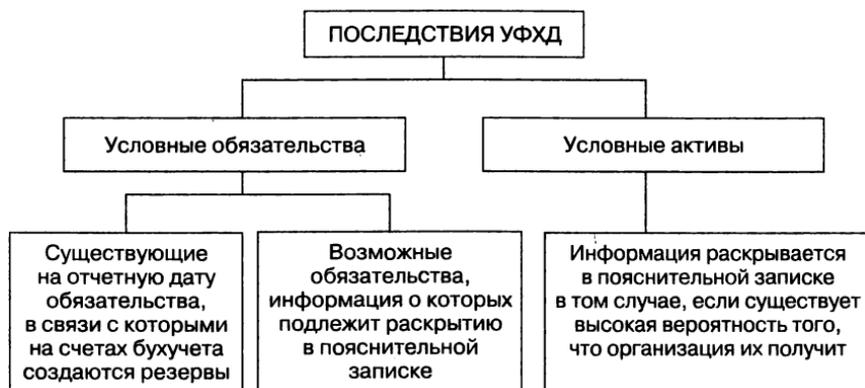 ПОСЛЕДСТВИЯ УФХД
Условные обязательства
Условные активы
Существующие
на отчетную дату
обязательства,
в связи с которыми
на счетах бухучета
создаются резервы
Возможные
обязательства,
информация о которых
подлежит раскрытию
в пояснительной
записке
Информация раскрывается
в пояснительной записке
в том случае, если существует
высокая вероятность того,
что организация их получит